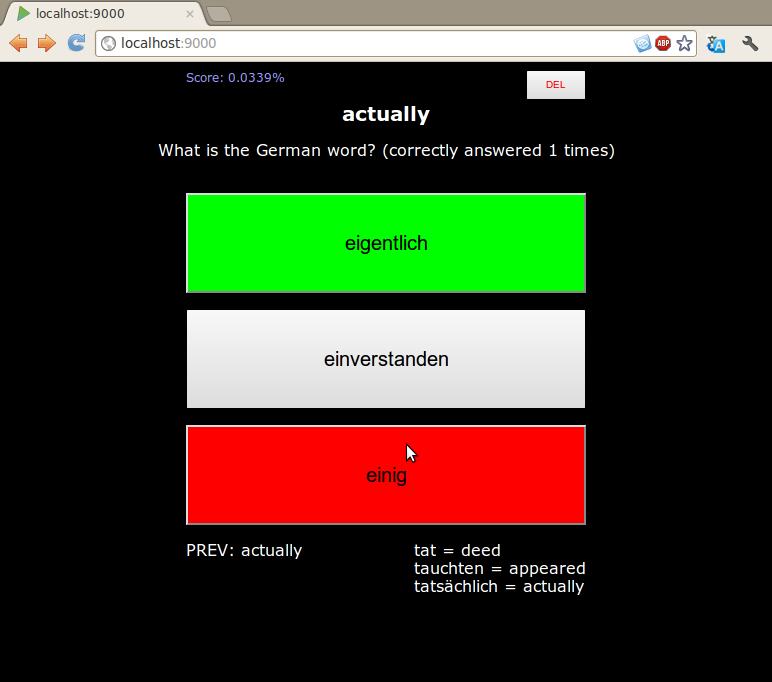 localhost:9000
localhost:9000
ABP
A
Score: 0.0339%
DEL
actually
What is the German word? (correctly answered 1 times)
eigentlich
einverstanden
einig
PREV: actually
tat = deed
tauchten = appeared
tatsächlich = actually